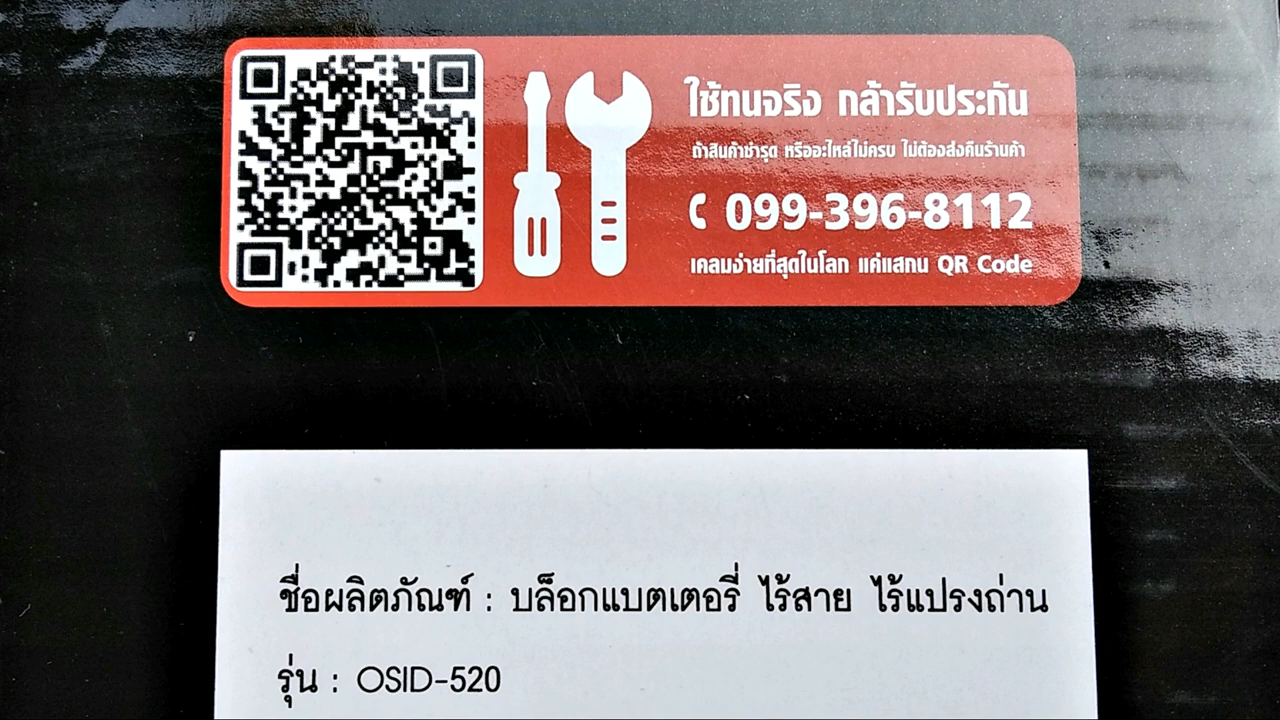 ใช้ทนจริง กล้ารับประกัน
ถ้าสินค้าชำรุด หรืออะไหล่ไม่ครบ ไม่ต้องส่งคืนร้านค้า
099-396-8112
เคลมง่ายที่สุดในโลก แค่แสกน QR Code
ชื่อผลิตภัณฑ์ : บล็อกแบตเตอรี่ ไร้สาย ไร้แปรงถ่าน
รุ่น : OSID-520